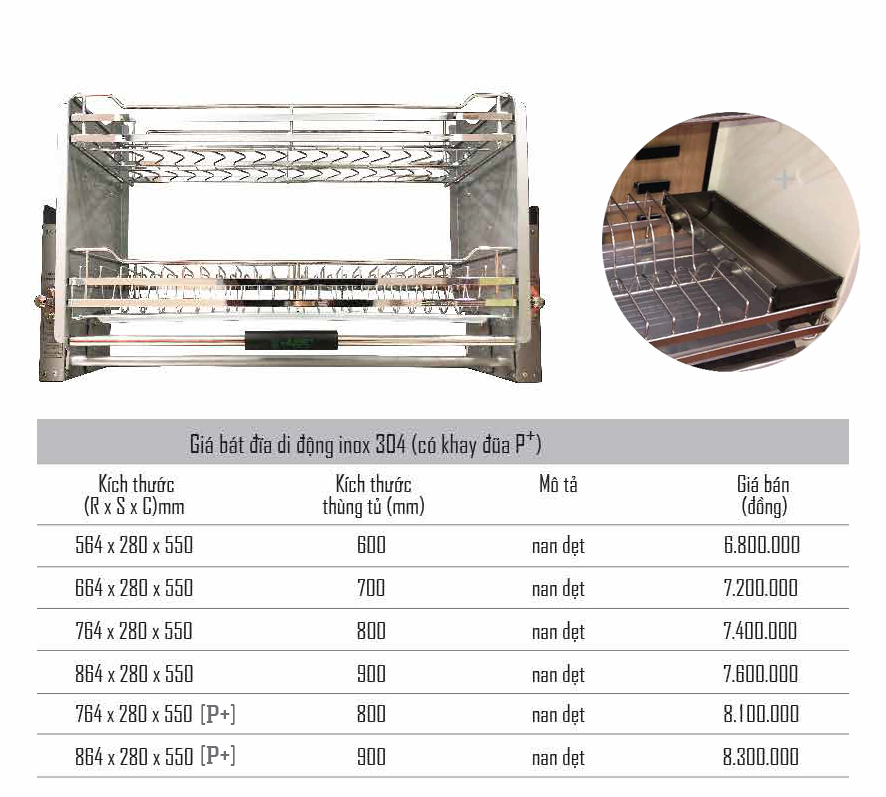 Giá bát đĩa di động inox 304 (có khay đũa P⁺)
Kích thước Kích thước Mô tả Giá bán
(R x S x C)mm thùng tủ (mm) (đồng)
564 x 280 x 550 600 nan dẹt 6.800.000
664 x 280 x 550 700 nan dẹt 7.200.000
764 x 280 x 550 800 nan dẹt 7.400.000
864 x 280 x 550 900 nan dẹt 7.600.000
764 x 280 x 550 [P+] 800 nan dẹt 8.100.000
864 x 280 x 550 [P+] 900 nan dẹt 8.300.000